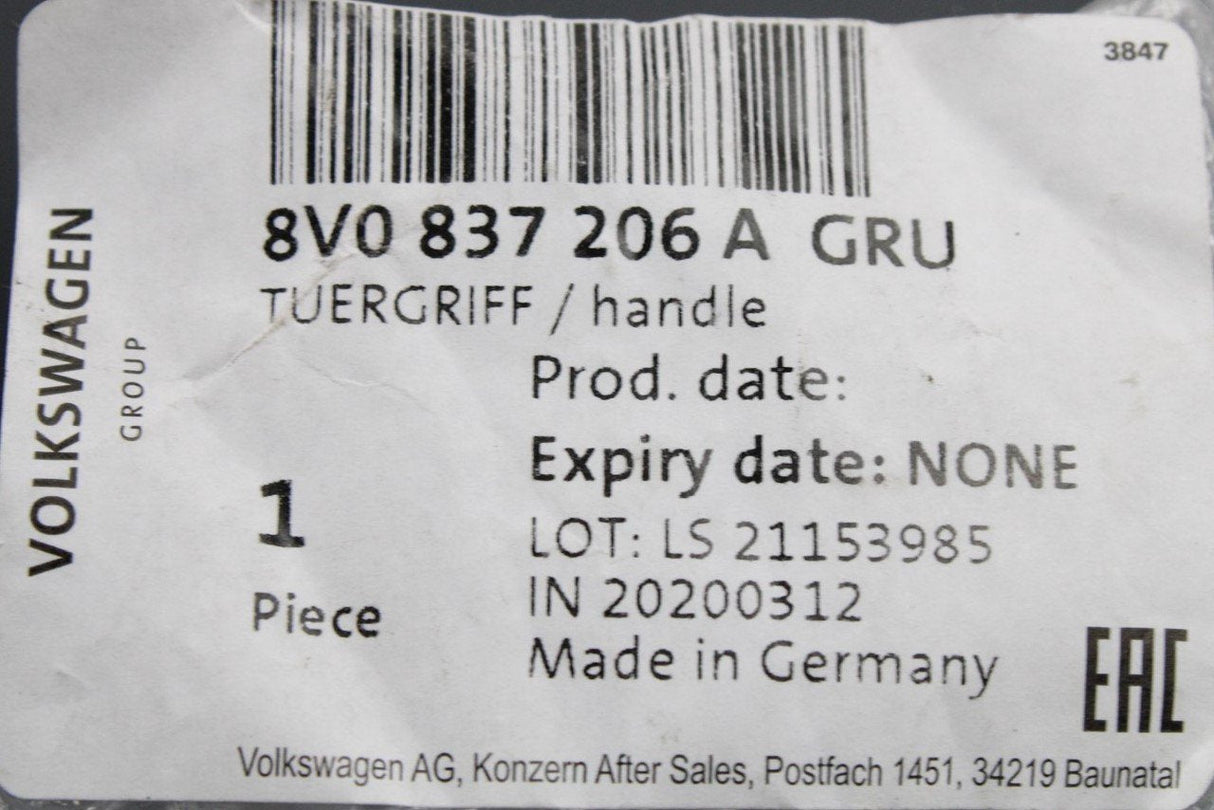 3847
8V0 837 206 A GRU
TUERGRIFF / handle
Prod. date:
Expiry date: NONE
1
LOT: LS 21153985
IN 20200312
Piece
Made in Germany
EAC
Volkswagen AG, Konzern After Sales, Postfach 1451, 34219 Baunatal
VOLKSWAGEN
GROUP